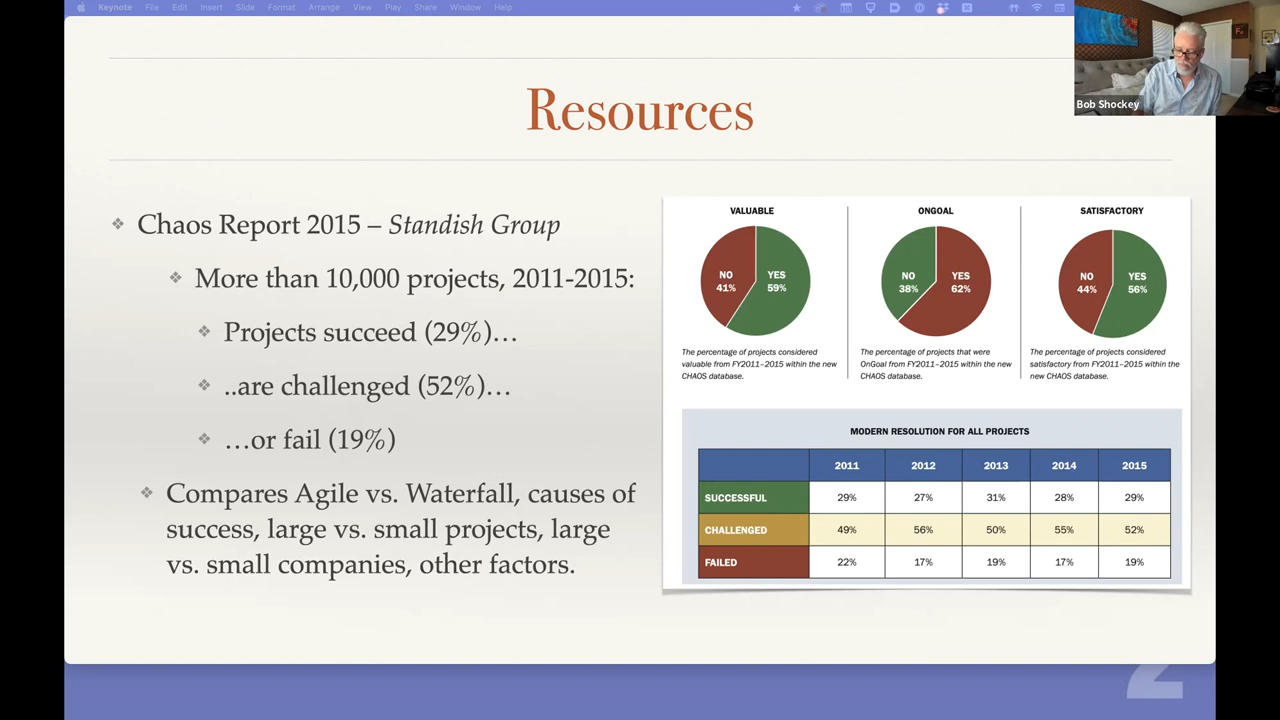 Keynote File Edit Insert Slide Format Arrange View Play Share Window Help
Bob Shockey
Resources
Chaos Report 2015 – Standish Group
More than 10,000 projects, 2011-2015:
Projects succeed (29%)…
..are challenged (52%)…
…or fail (19%)
Compares Agile vs. Waterfall, causes of
success, large vs. small projects, large
vs. small companies, other factors.
VALUABLE
NO
41%
YES
59%
The percentage of projects considered
valuable from FY2011–2015 within the new
CHAOS database.
ONGOAL
NO
38%
YES
62%
The percentage of projects that were
OnGoal from FY2011–2015 within the new
CHAOS database.
SATISFACTORY
NO
44%
YES
56%
The percentage of projects considered
satisfactory from FY2011–2015 within the
new CHAOS database.
MODERN RESOLUTION FOR ALL PROJECTS
2011 2012 2013 2014 2015
SUCCESSFUL 29% 27% 31% 28% 29%
CHALLENGED 49% 56% 50% 55% 52%
FAILED 22% 17% 19% 17% 19%
2